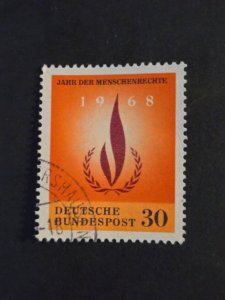 JAHR DER MENSCHENRECHTE
1968
DEUTSCHE
BUNDESPOST 30